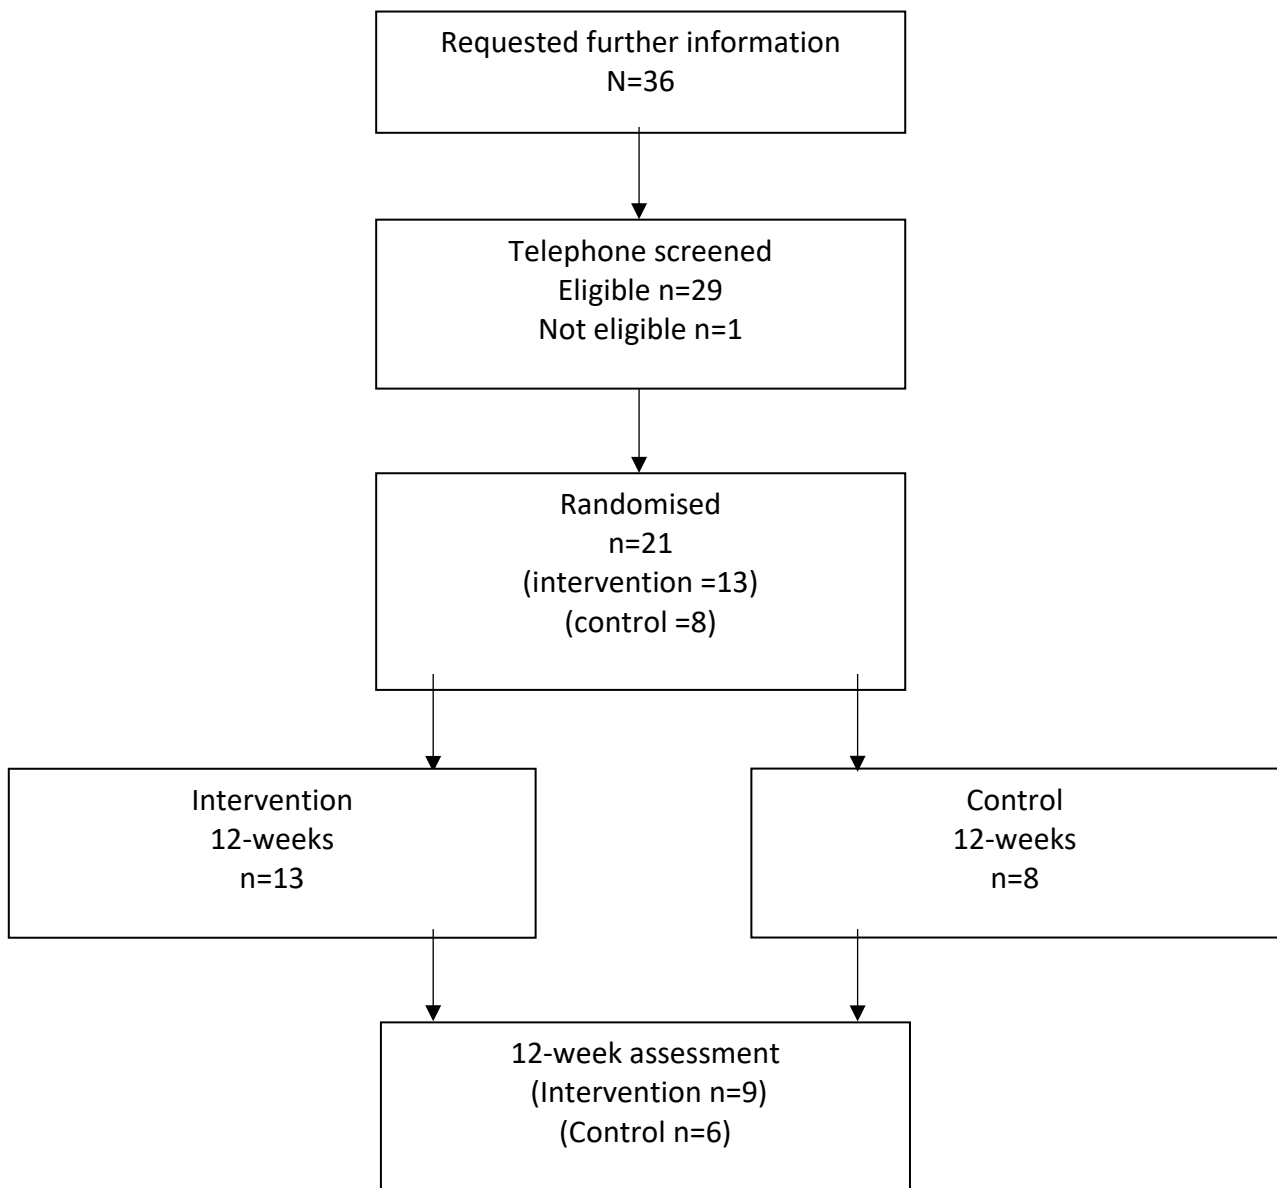 Requested further information
N=36
Telephone screened
Eligible n=29
Not eligible n=1
Randomised
n=21
(intervention =13)
(control =8)
Intervention
12-weeks
n=13
Control
12-weeks
n=8
12-week assessment
(Intervention n=9)
(Control n=6)